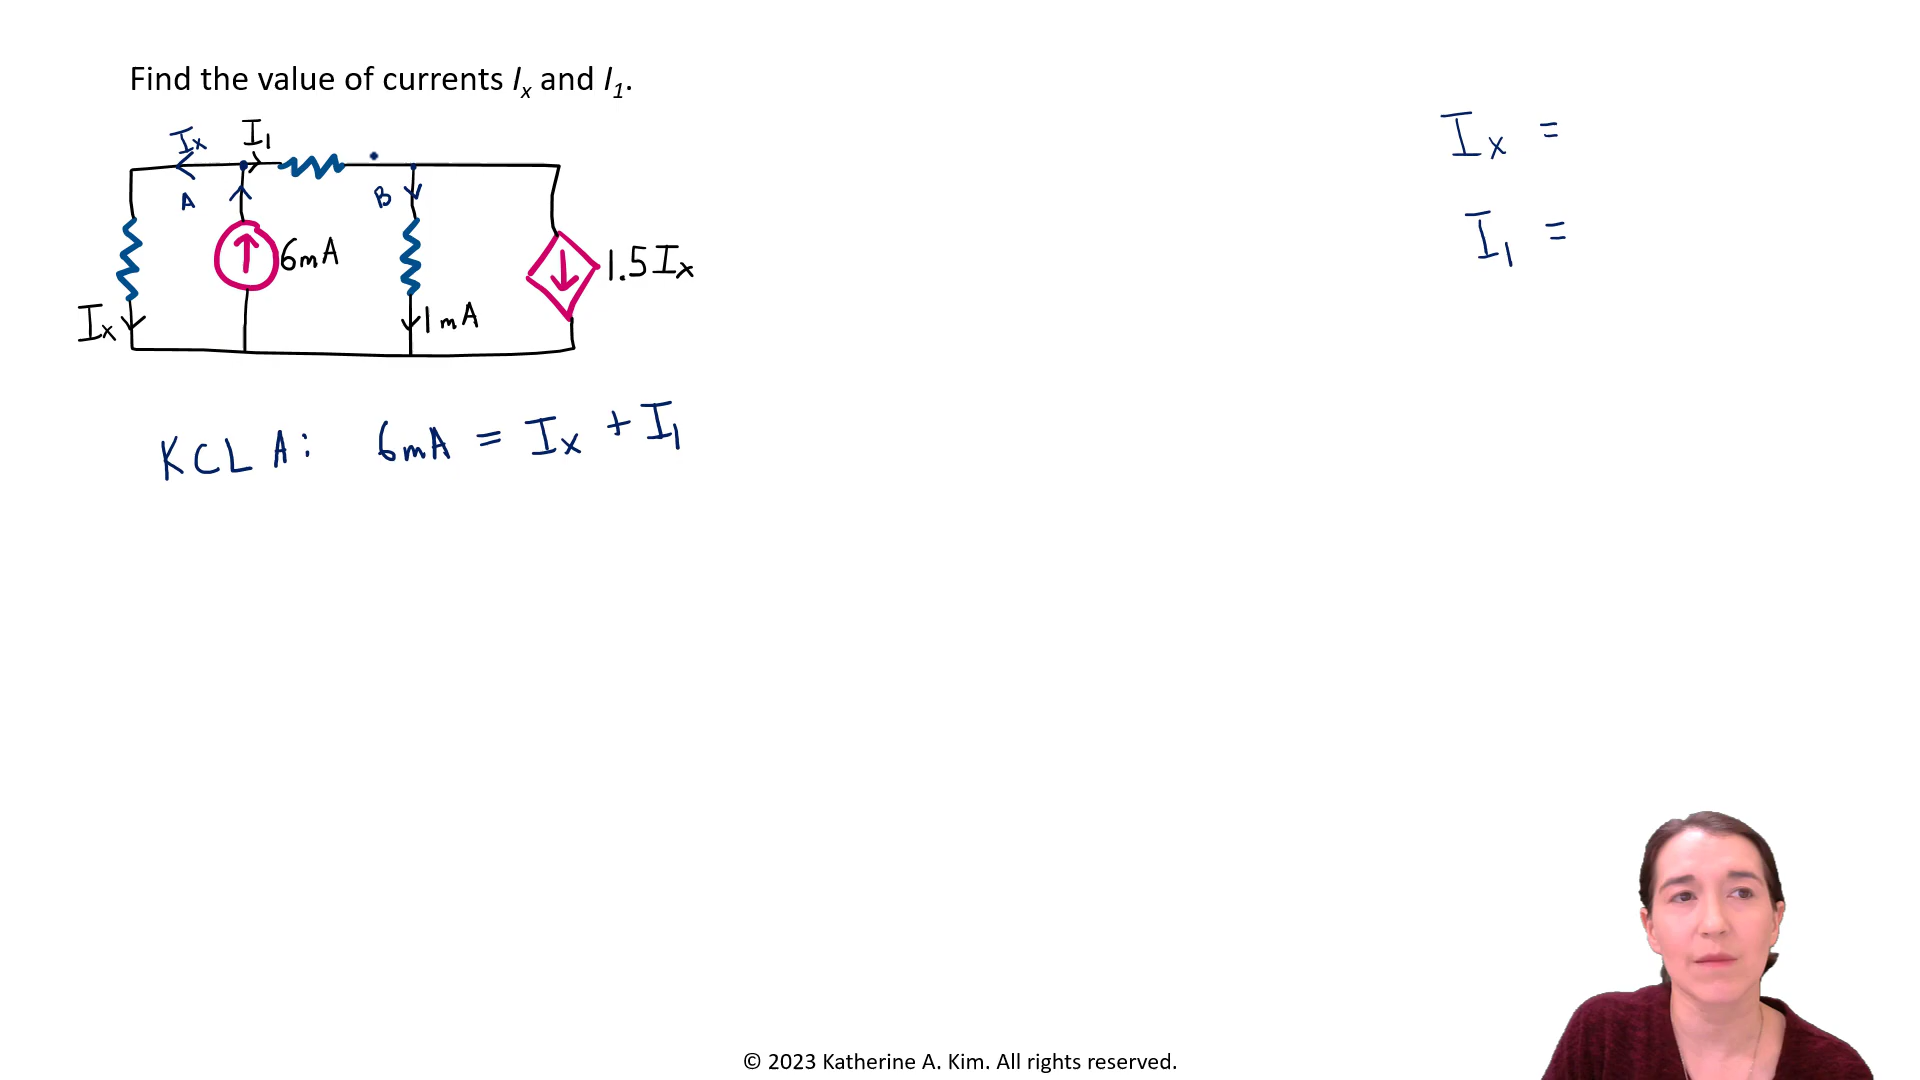 Find the value of currents Iₓ and I₁.
Iₓ I₁
A B
6mA 1.5Iₓ
Iₓ 1mA
KCL A: 6mA = Iₓ + I₁
Iₓ =
I₁ =
© 2023 Katherine A. Kim. All rights reserved.